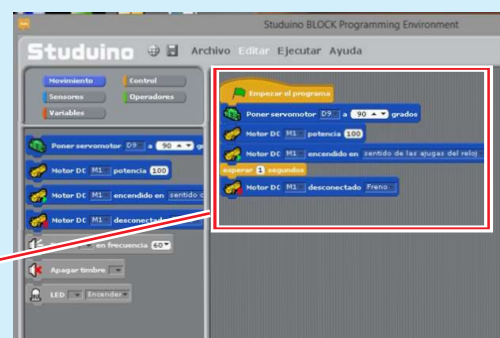 Studuino BLOCK Programming Environment
Studuino Archivo Editar Ejecutar Ayuda
Movimiento Control
Sensores Operadores
Variables
Poner servomotor D9 a 90 gr
Motor DC M1 potencia 100
Motor DC M1 encendido en sentido d
Motor DC M1 desconectad
en frecuencia 60
Apagar timbre
LED Encender
Empezar el programa
Poner servomotor D9 a 90 grados
Motor DC M1 potencia 100
Motor DC M1 encendido en sentido de las agujas del reloj
esperar 1 segundos
Motor DC M1 desconectado Freno